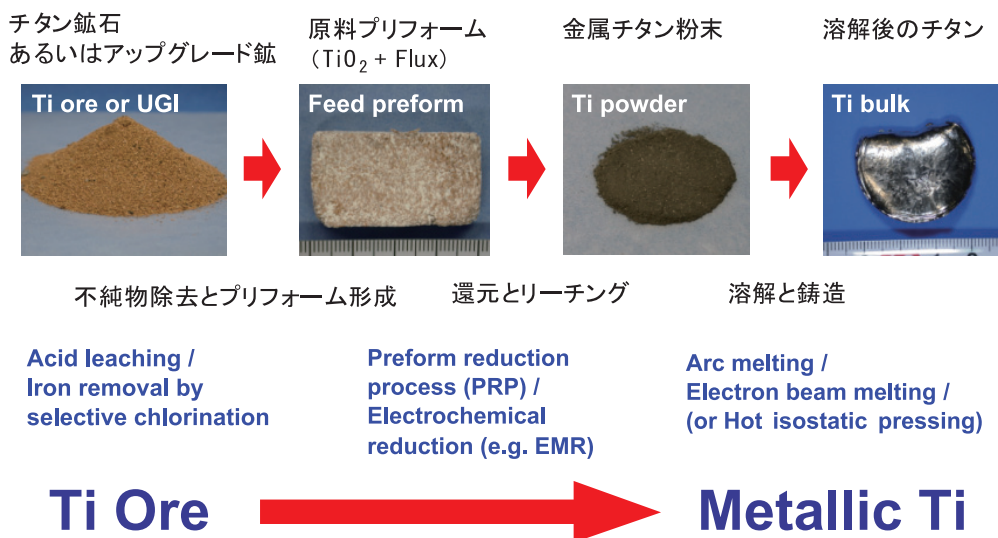 チタン鉱石
あるいはアップグレード鉱
原料プリフォーム
(TiO₂ + Flux)
金属チタン粉末
溶解後のチタン
Ti ore or UGI
Feed preform
Ti powder
Ti bulk
不純物除去とプリフォーム形成
還元とリーチング
溶解と鋳造
Acid leaching /
Iron removal by
selective chlorination
Preform reduction
process (PRP) /
Electrochemical
reduction (e.g. EMR)
Arc melting /
Electron beam melting /
(or Hot isostatic pressing)
Ti Ore
Metallic Ti